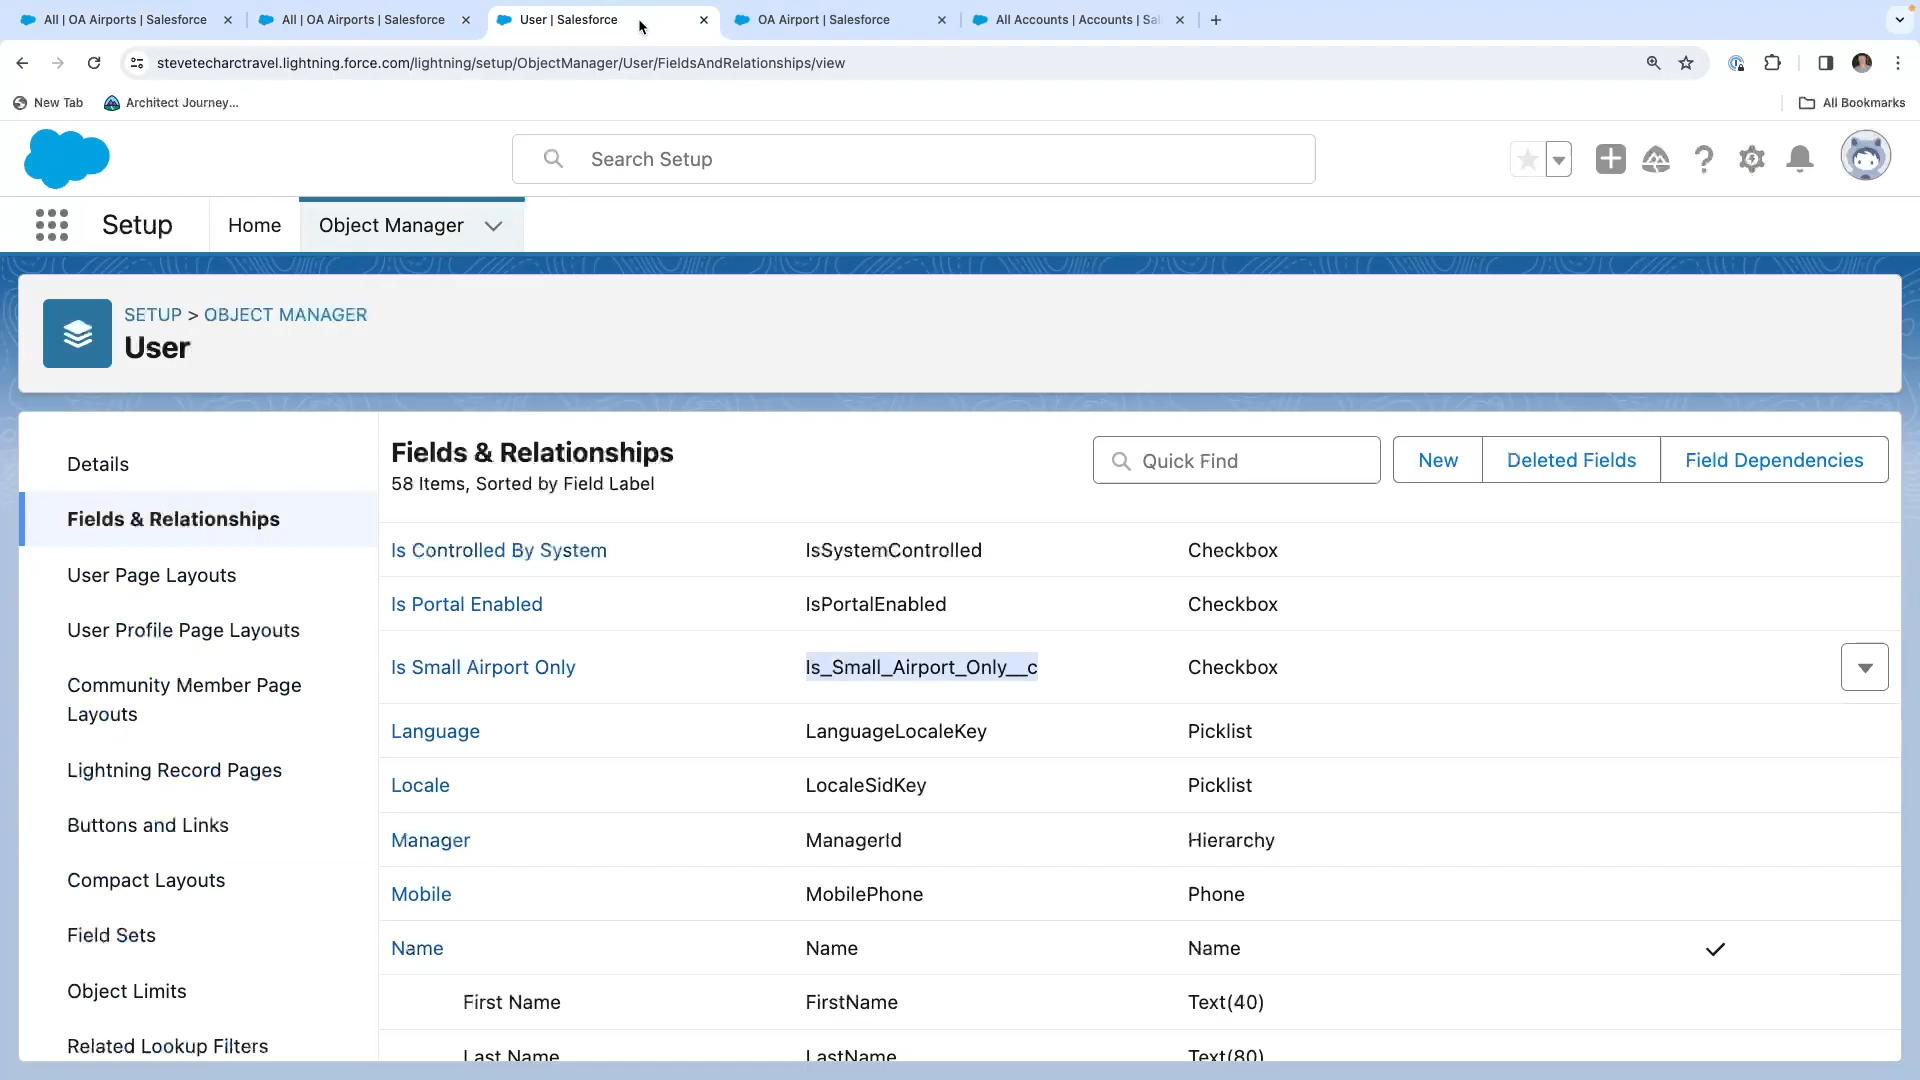 All | OA Airports | Salesforce
All | OA Airports | Salesforce
User | Salesforce
OA Airport | Salesforce
All Accounts | Accounts | Sal
stevetecharctravel.lightning.force.com/lightning/setup/ObjectManager/User/FieldsAndRelationships/view
New Tab
Architect Journey...
All Bookmarks
Search Setup
Setup
Home
Object Manager
SETUP > OBJECT MANAGER
User
Details
Fields & Relationships
User Page Layouts
User Profile Page Layouts
Community Member Page
Layouts
Lightning Record Pages
Buttons and Links
Compact Layouts
Field Sets
Object Limits
Related Lookup Filters
Fields & Relationships
58 Items, Sorted by Field Label
Quick Find
New
Deleted Fields
Field Dependencies
Is Controlled By System IsSystemControlled Checkbox
Is Portal Enabled IsPortalEnabled Checkbox
Is Small Airport Only Is_Small_Airport_Only__c Checkbox
Language LanguageLocaleKey Picklist
Locale LocaleSidKey Picklist
Manager ManagerId Hierarchy
Mobile MobilePhone Phone
Name Name Name
First Name FirstName Text(40)
Last Name LastName Text(80)